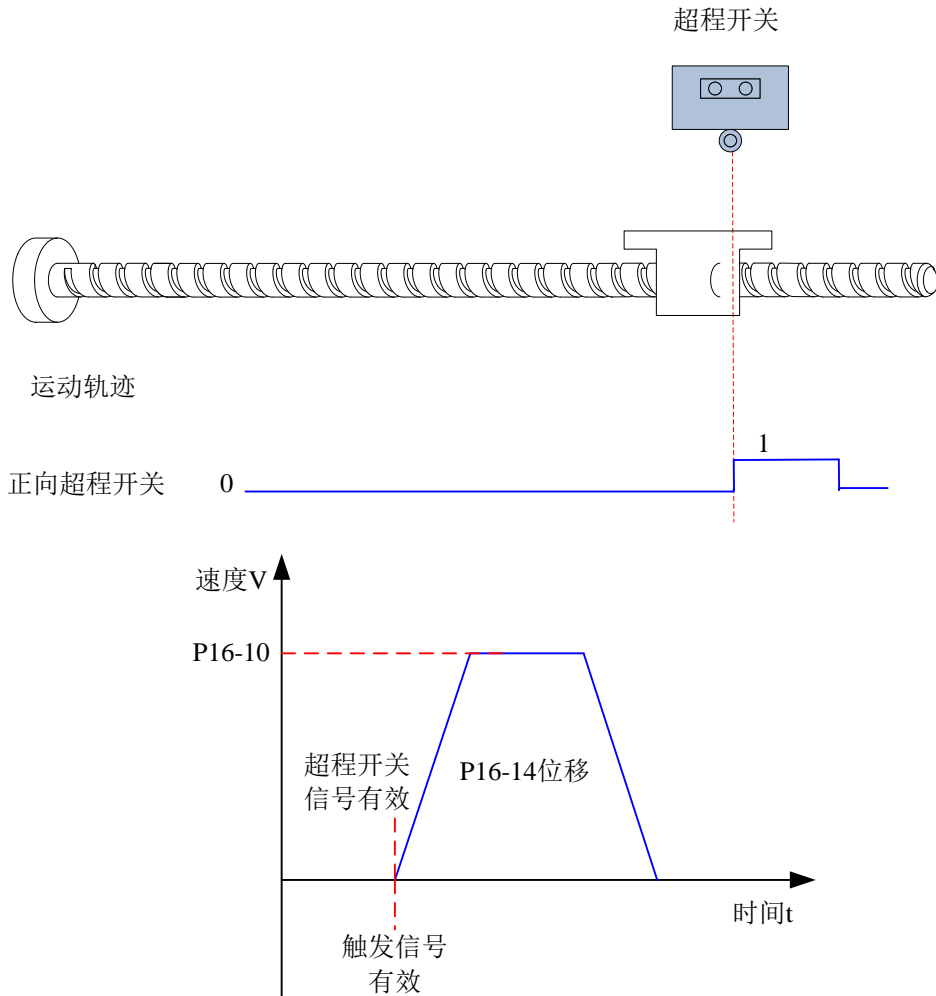 超程开关
运动轨迹
1
正向超程开关 0
速度V
P16-10
超程开关
信号有效
P16-14位移
时间t
触发信号
有效